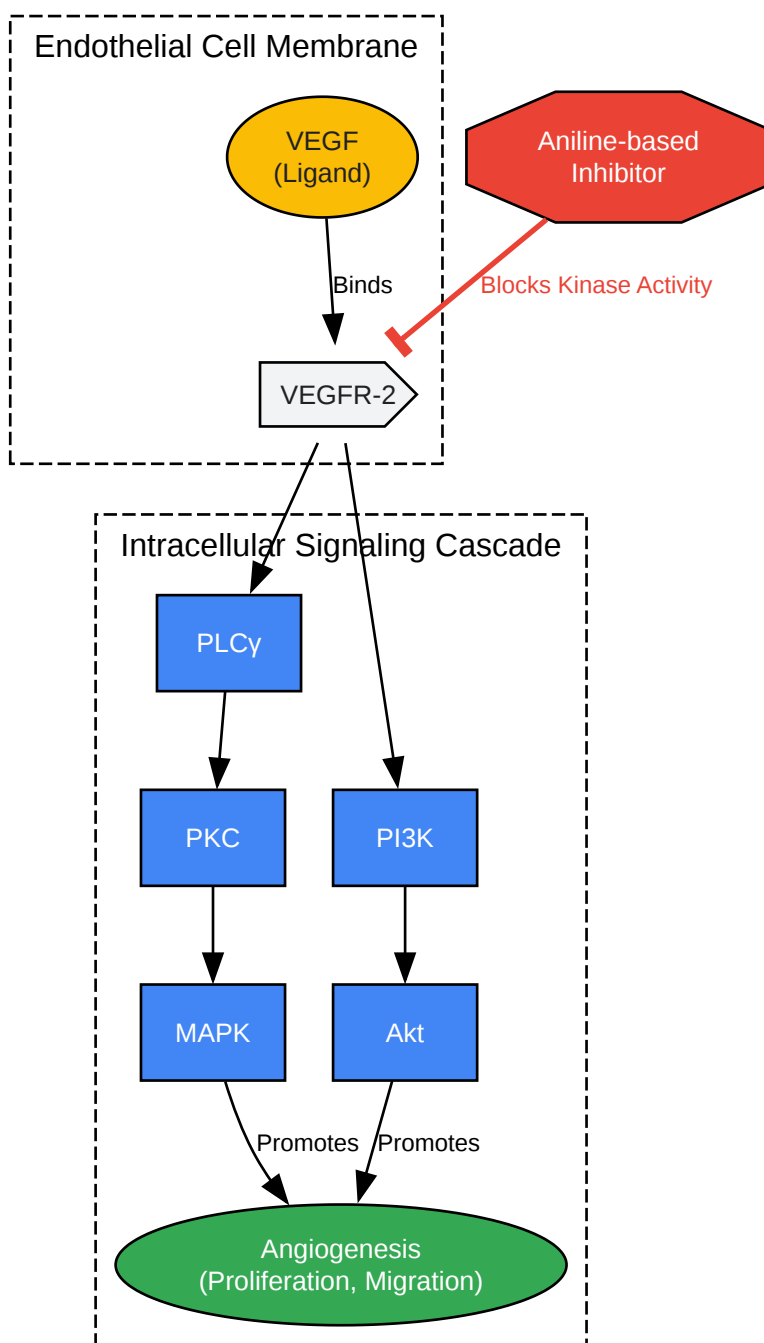 Endothelial Cell Membrane
VEGF
(Ligand)
Aniline-based
Inhibitor
Binds
Blocks Kinase Activity
VEGFR-2
Intracellular Signaling Cascade
PLCγ
PKC
PI3K
MAPK
Akt
Promotes
Promotes
Angiogenesis
(Proliferation, Migration)